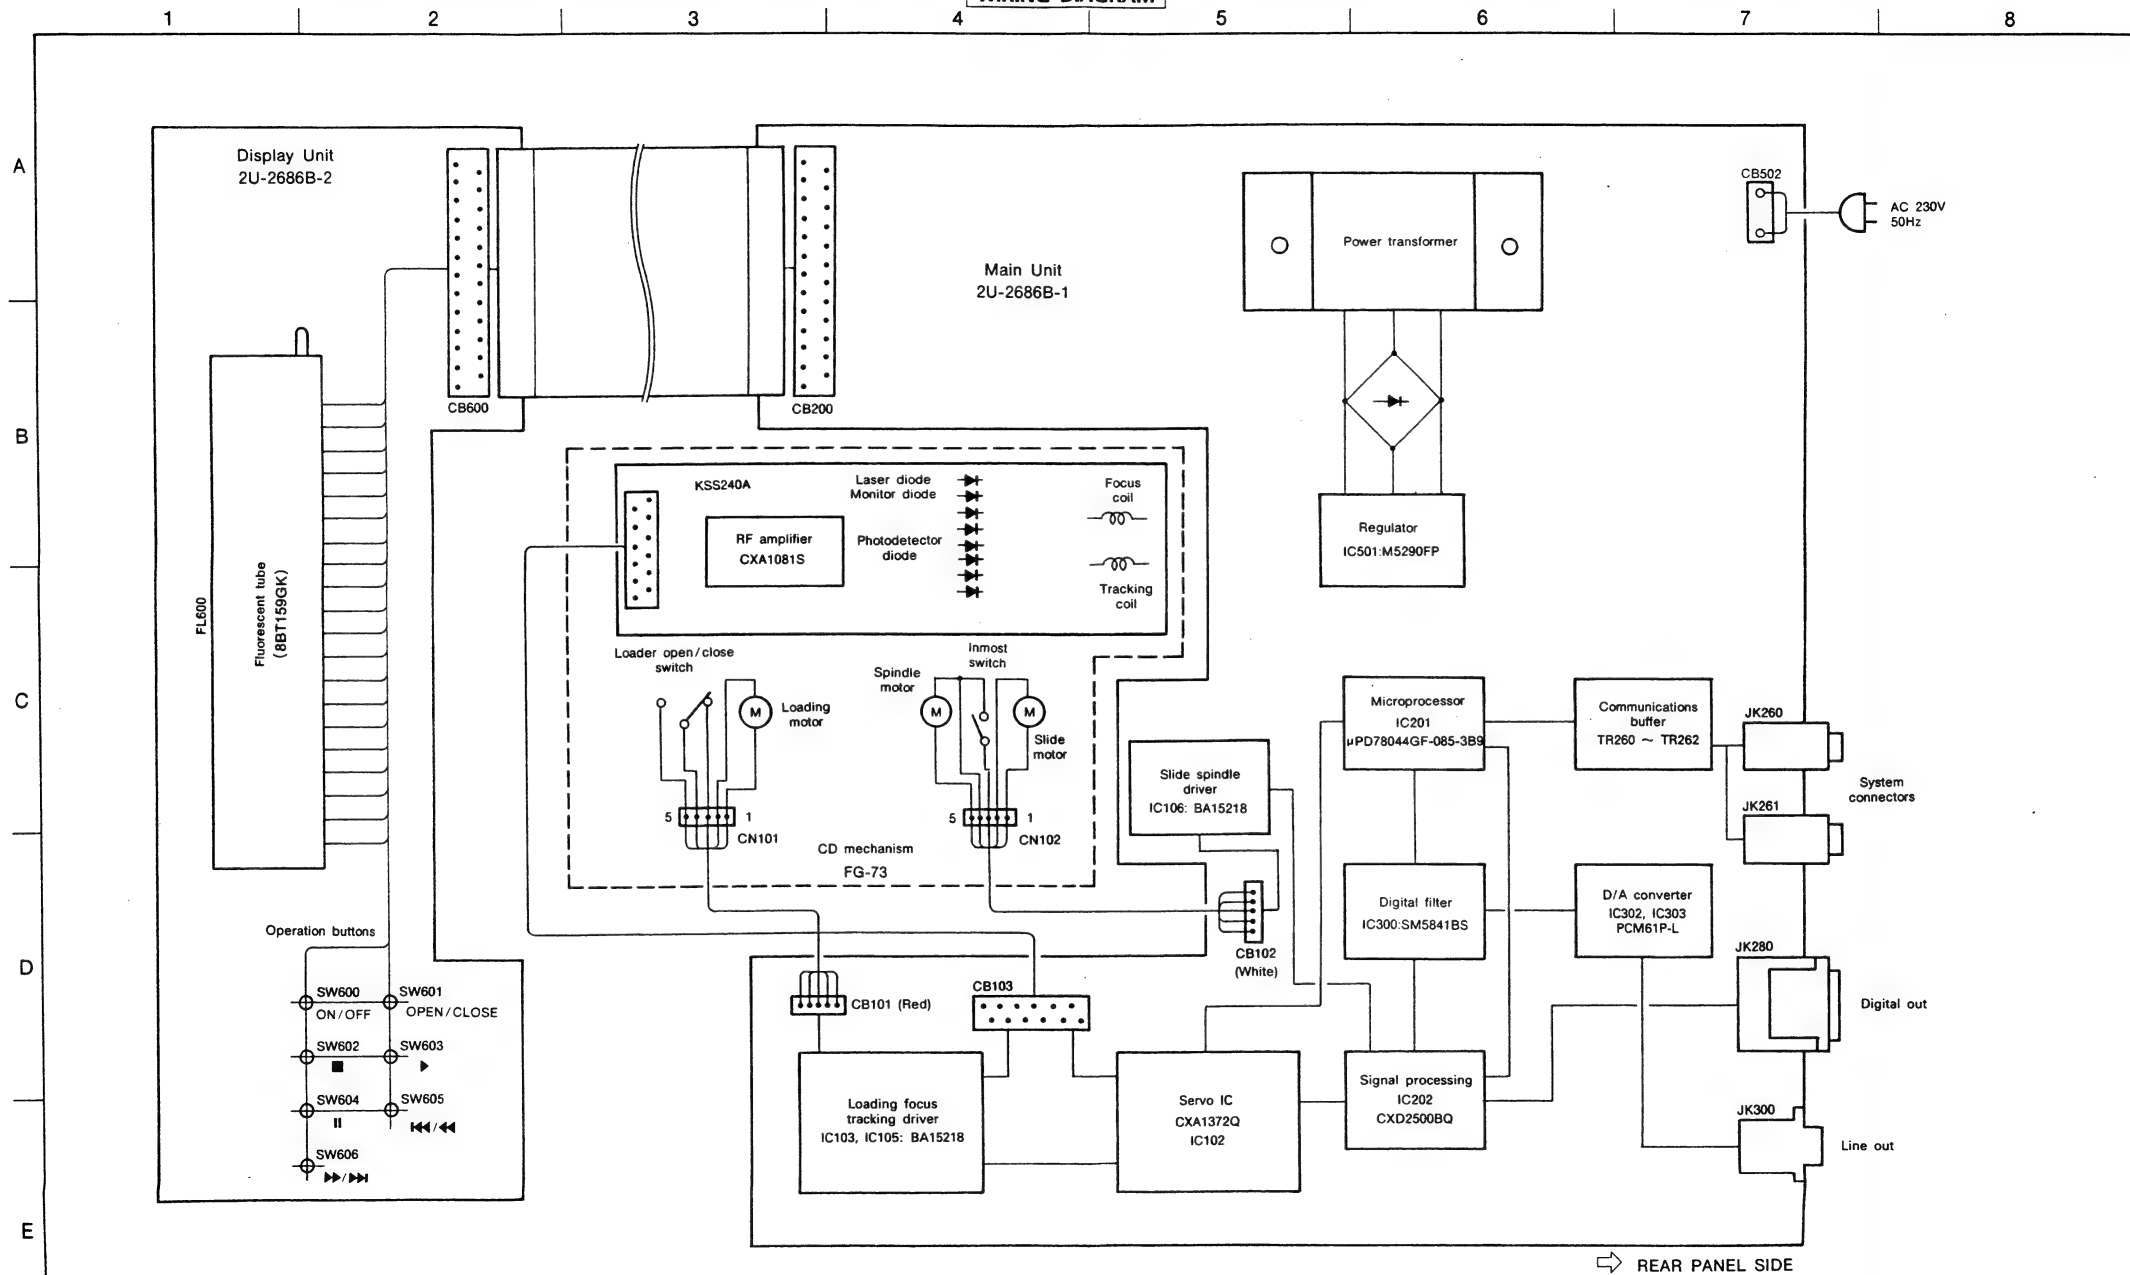 WIRING DIAGRAM
1 2 3 4 5 6 7 8
A
B
C
D
E
Display Unit
2U-2686B-2
CB600
CB200
Main Unit
2U-2686B-1
Power transformer
CB502
AC 230V
50Hz
Regulator
IC501:M5290FP
FL600
Fluorescent tube
(8BT159GK)
KSS240A
RF amplifier
CXA1081S
Laser diode
Monitor diode
Photodetector
diode
Focus
coil
Tracking
coil
Loader open/close
switch
M
Loading
motor
5
1
CN101
Spindle
motor
M
Inmost
switch
M
Slide
motor
5
1
CN102
CD mechanism
FG-73
Slide spindle
driver
IC106: BA15218
Microprocessor
IC201
µPD78044GF-085-3B9
Communications
buffer
TR260 ~ TR262
JK260
JK261
System
connectors
Digital filter
IC300:SM5841BS
D/A converter
IC302, IC303
PCM61P-L
CB102
(White)
JK280
Digital out
Operation buttons
SW600
ON/OFF
SW601
OPEN/CLOSE
SW602
■
SW603
▶
SW604
II
SW605
I◀◀/◀◀
SW606
▶▶/▶▶I
CB101 (Red)
CB103
Loading focus
tracking driver
IC103, IC105: BA15218
Servo IC
CXA1372Q
IC102
Signal processing
IC202
CXD2500BQ
JK300
Line out
⇨ REAR PANEL SIDE